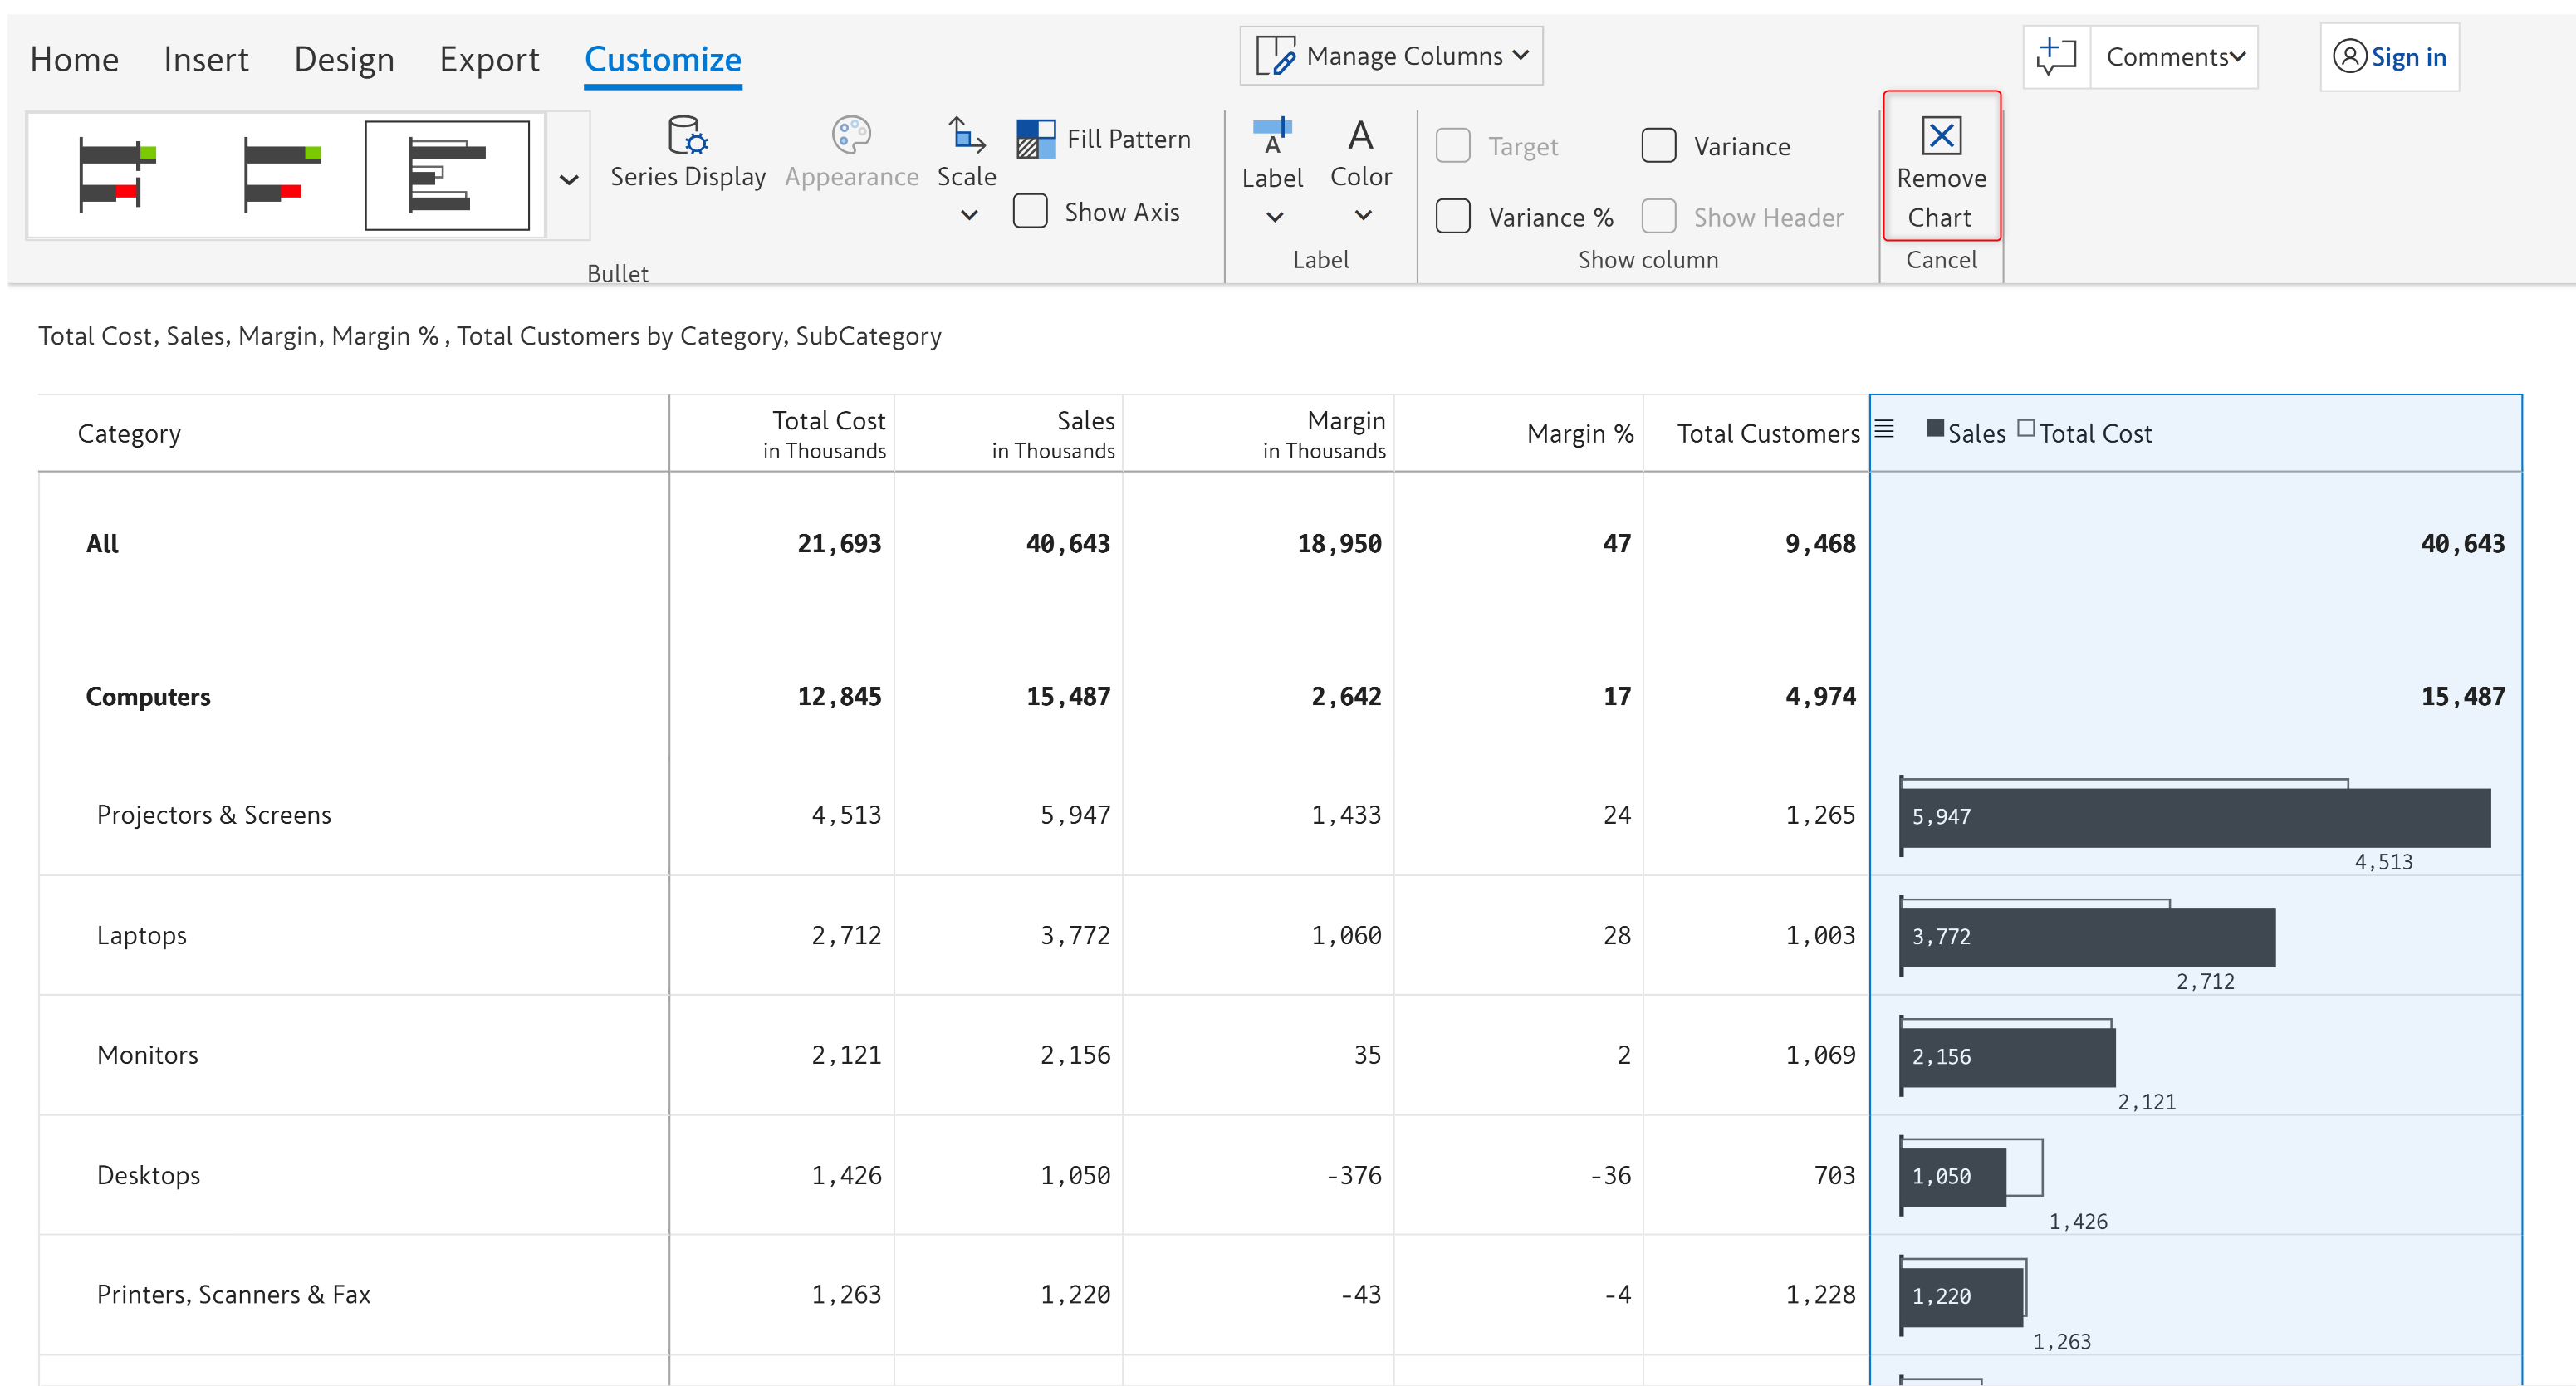 Home Insert Design Export Customize
Manage Columns
Comments
Sign in
Series Display
Appearance
Scale
Fill Pattern
Show Axis
Bullet
A
Label
A
Color
Label
Target
Variance
Variance %
Show Header
Show column
Remove
Chart
Cancel
Total Cost, Sales, Margin, Margin % , Total Customers by Category, SubCategory
Category Total Cost in Thousands Sales in Thousands Margin in Thousands Margin % Total Customers Sales Total Cost
All 21,693 40,643 18,950 47 9,468 40,643
Computers 12,845 15,487 2,642 17 4,974 15,487
Projectors & Screens 4,513 5,947 1,433 24 1,265 5,947
4,513
Laptops 2,712 3,772 1,060 28 1,003 3,772
2,712
Monitors 2,121 2,156 35 2 1,069 2,156
2,121
Desktops 1,426 1,050 -376 -36 703 1,050
1,426
Printers, Scanners & Fax 1,263 1,220 -43 -4 1,228 1,220
1,263